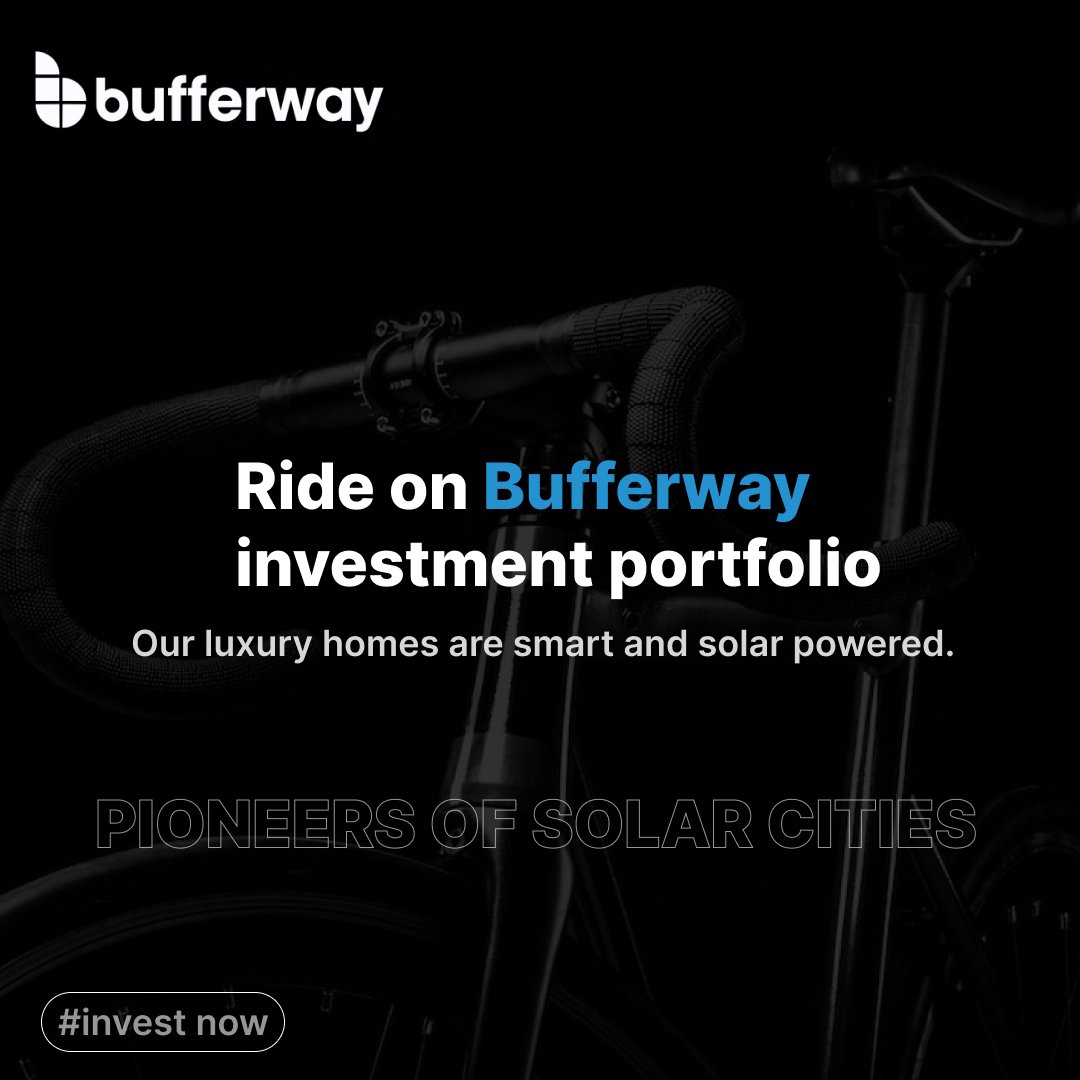 bufferway
Ride on Bufferway
investment portfolio
Our luxury homes are smart and solar powered.
PIONEERS OF SOLAR CITIES
#invest now